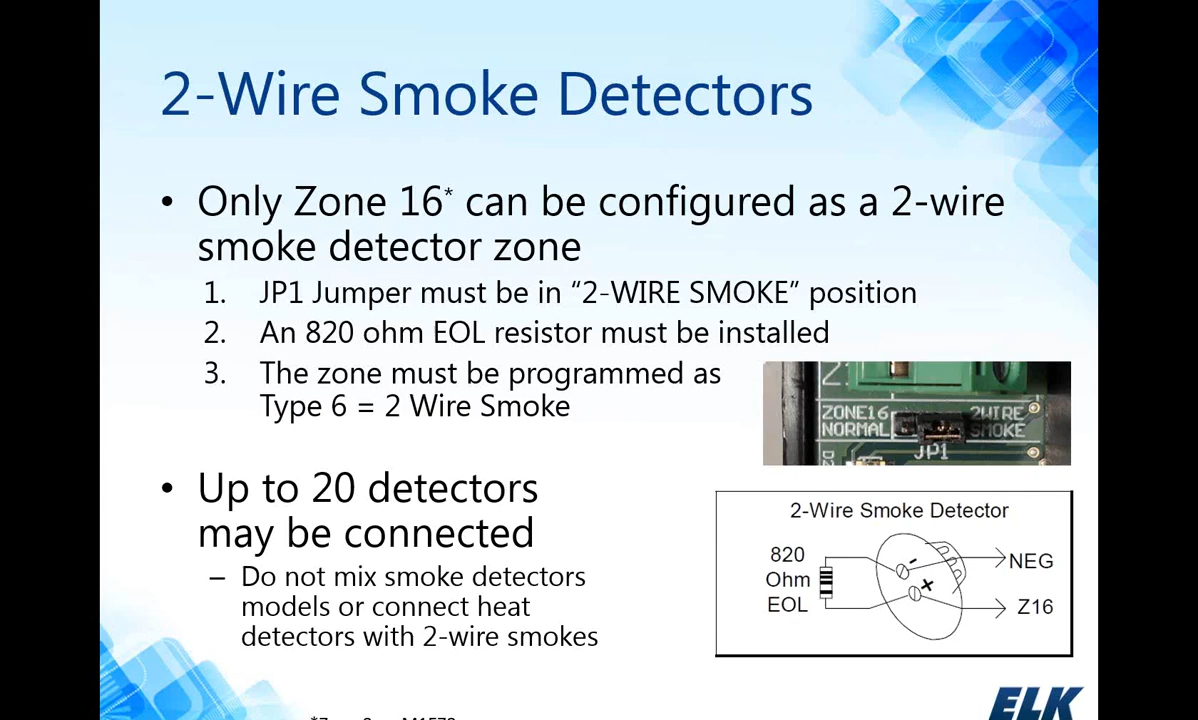 2-Wire Smoke Detectors
• Only Zone 16* can be configured as a 2-wire
smoke detector zone
1. JP1 Jumper must be in “2-WIRE SMOKE” position
2. An 820 ohm EOL resistor must be installed
3. The zone must be programmed as
Type 6 = 2 Wire Smoke
ZONE16 2WIRE
NORMAL SMOKE
JP1
• Up to 20 detectors
may be connected
– Do not mix smoke detectors
models or connect heat
detectors with 2-wire smokes
2-Wire Smoke Detector
820
Ohm
EOL
-
+
NEG
Z16
ELK